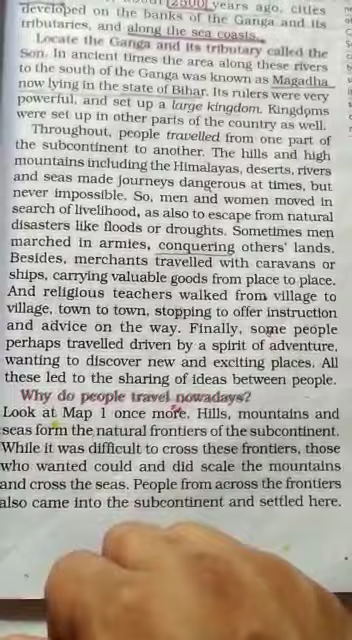 2500 years ago, cities
developed on the banks of the Ganga and its
tributaries, and along the sea coasts.
Locate the Ganga and its tributary called the
Son. In ancient times the area along these rivers
to the south of the Ganga was known as Magadha
now lying in the state of Bihar. Its rulers were very
powerful, and set up a large kingdom. Kingdoms
were set up in other parts of the country as well.
Throughout, people travelled from one part of
the subcontinent to another. The hills and high
mountains including the Himalayas, deserts, rivers
and seas made journeys dangerous at times, but
never impossible. So, men and women moved in
search of livelihood, as also to escape from natural
disasters like floods or droughts. Sometimes men
marched in armies, conquering others' lands.
Besides, merchants travelled with caravans or
ships, carrying valuable goods from place to place.
And religious teachers walked from village to
village, town to town, stopping to offer instruction
and advice on the way. Finally, some people
perhaps travelled driven by a spirit of adventure,
wanting to discover new and exciting places. All
these led to the sharing of ideas between people.
Why do people travel nowadays?
Look at Map 1 once more. Hills, mountains and
seas form the natural frontiers of the subcontinent.
While it was difficult to cross these frontiers, those
who wanted could and did scale the mountains
and cross the seas. People from across the frontiers
also came into the subcontinent and settled here.